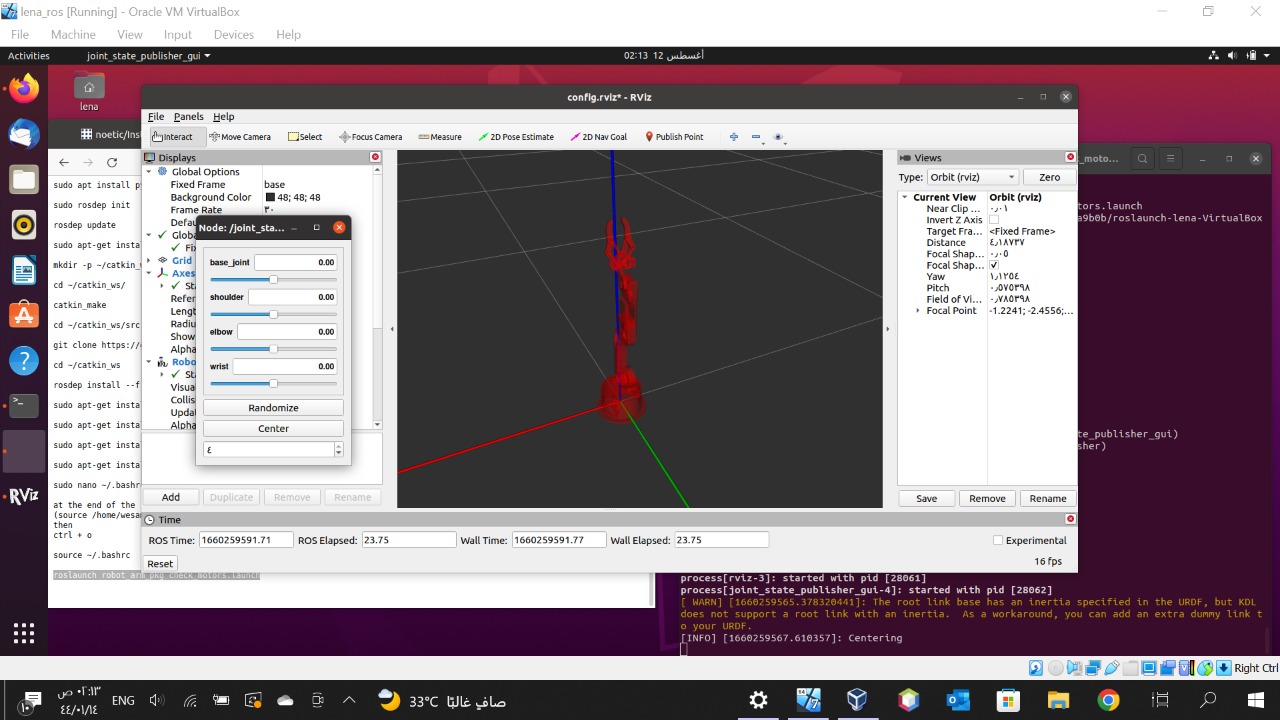 lena_ros [Running] - Oracle VM VirtualBox
File Machine View Input Devices Help
Activities joint_state_publisher_gui 02:13 12 أغسطس
lena
noetic/Inst
sudo apt install p
sudo rosdep init
rosdep update
sudo apt-get insta
mkdir -p ~/catkin_w
cd ~/catkin_ws/
catkin_make
cd ~/catkin_ws/src
git clone https://
cd ~/catkin_ws
rosdep install --f
sudo apt-get insta
sudo apt-get insta
sudo apt-get insta
sudo apt-get insta
sudo nano ~/.bashr
at the end of the
(source /home/wesa
then
ctrl + o
source ~/.bashrc
roslaunch robot_arm_pkg check_motors.launch
RViz
config.rviz* - RViz
File Panels Help
Interact Move Camera Select Focus Camera Measure 2D Pose Estimate 2D Nav Goal Publish Point
Displays
Global Options
Fixed Frame base
Background Color 48; 48; 48
Frame Rate ٣٠
Defau
Globa
Fix
Grid
Axes
Sta
Refer
Lengt
Radiu
Show
Alpha
Robo
Sta
Visua
Collis
Updat
Alpha
Add Duplicate Remove Rename
Node: /joint_sta...
base_joint 0.00
shoulder 0.00
elbow 0.00
wrist 0.00
Randomize
Center
٤
Views
Type: Orbit (rviz) Zero
Current View Orbit (rviz)
Near Clip ... ٠٫٠١
Invert Z Axis
Target Fra... <Fixed Frame>
Distance ٤٫١٨٧٣٧
Focal Shap... ٠٫٠٥
Focal Shap... ✓
Yaw ١٫١٢٥٤
Pitch ٠٫٠٧٥٣٩٨
Field of Vi... ٠٫٧٨٥٣٩٨
Focal Point -1.2241; -2.4556;...
Save Remove Rename
Time
ROS Time: 1660259591.71 ROS Elapsed: 23.75 Wall Time: 1660259591.77 Wall Elapsed: 23.75 Experimental
Reset 16 fps
_moto...
tors.launch
a9b0b/roslaunch-lena-VirtualBox
te_publisher_gui)
sher)
process[rviz-3]: started with pid [28061]
process[joint_state_publisher_gui-4]: started with pid [28062]
[ WARN] [1660259565.378320441]: The root link base has an inertia specified in the URDF, but KDL
does not support a root link with an inertia. As a workaround, you can add an extra dummy link t
o your URDF.
[INFO] [1660259567.610357]: Centering
Right Ctrl
٠٢:١٣ ص
٤٤/٠١/١٤
ENG
33°C صافٍ غالبًا